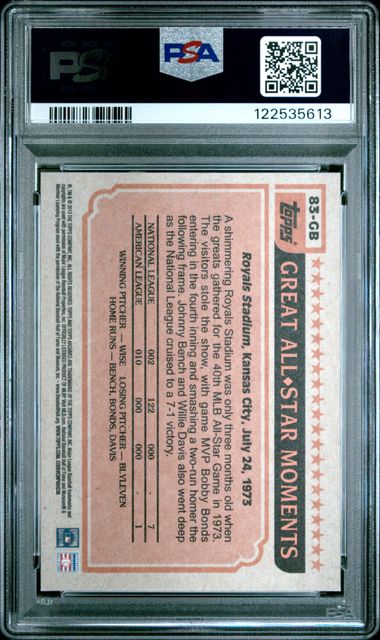 PSA
PSA
122535613
83-GB
Topps
GREAT ALL★STAR MOMENTS
Royals Stadium, Kansas City, July 24, 1973
A shimmering Royals Stadium was only three months old when
the greats gathered for the 40th MLB All-Star Game in 1973.
The visitors stole the show, with game MVP Bobby Bonds
entering in the fourth inning and smashing a two-run homer the
following frame. Johnny Bench and Willie Davis also went deep
as the National League cruised to a 7-1 victory.
NATIONAL LEAGUE 002 122 000 - 7
AMERICAN LEAGUE 010 000 000 - 1
WINNING PITCHER — WISE LOSING PITCHER — BLYLEVEN
HOME RUNS — BENCH, BONDS, DAVIS